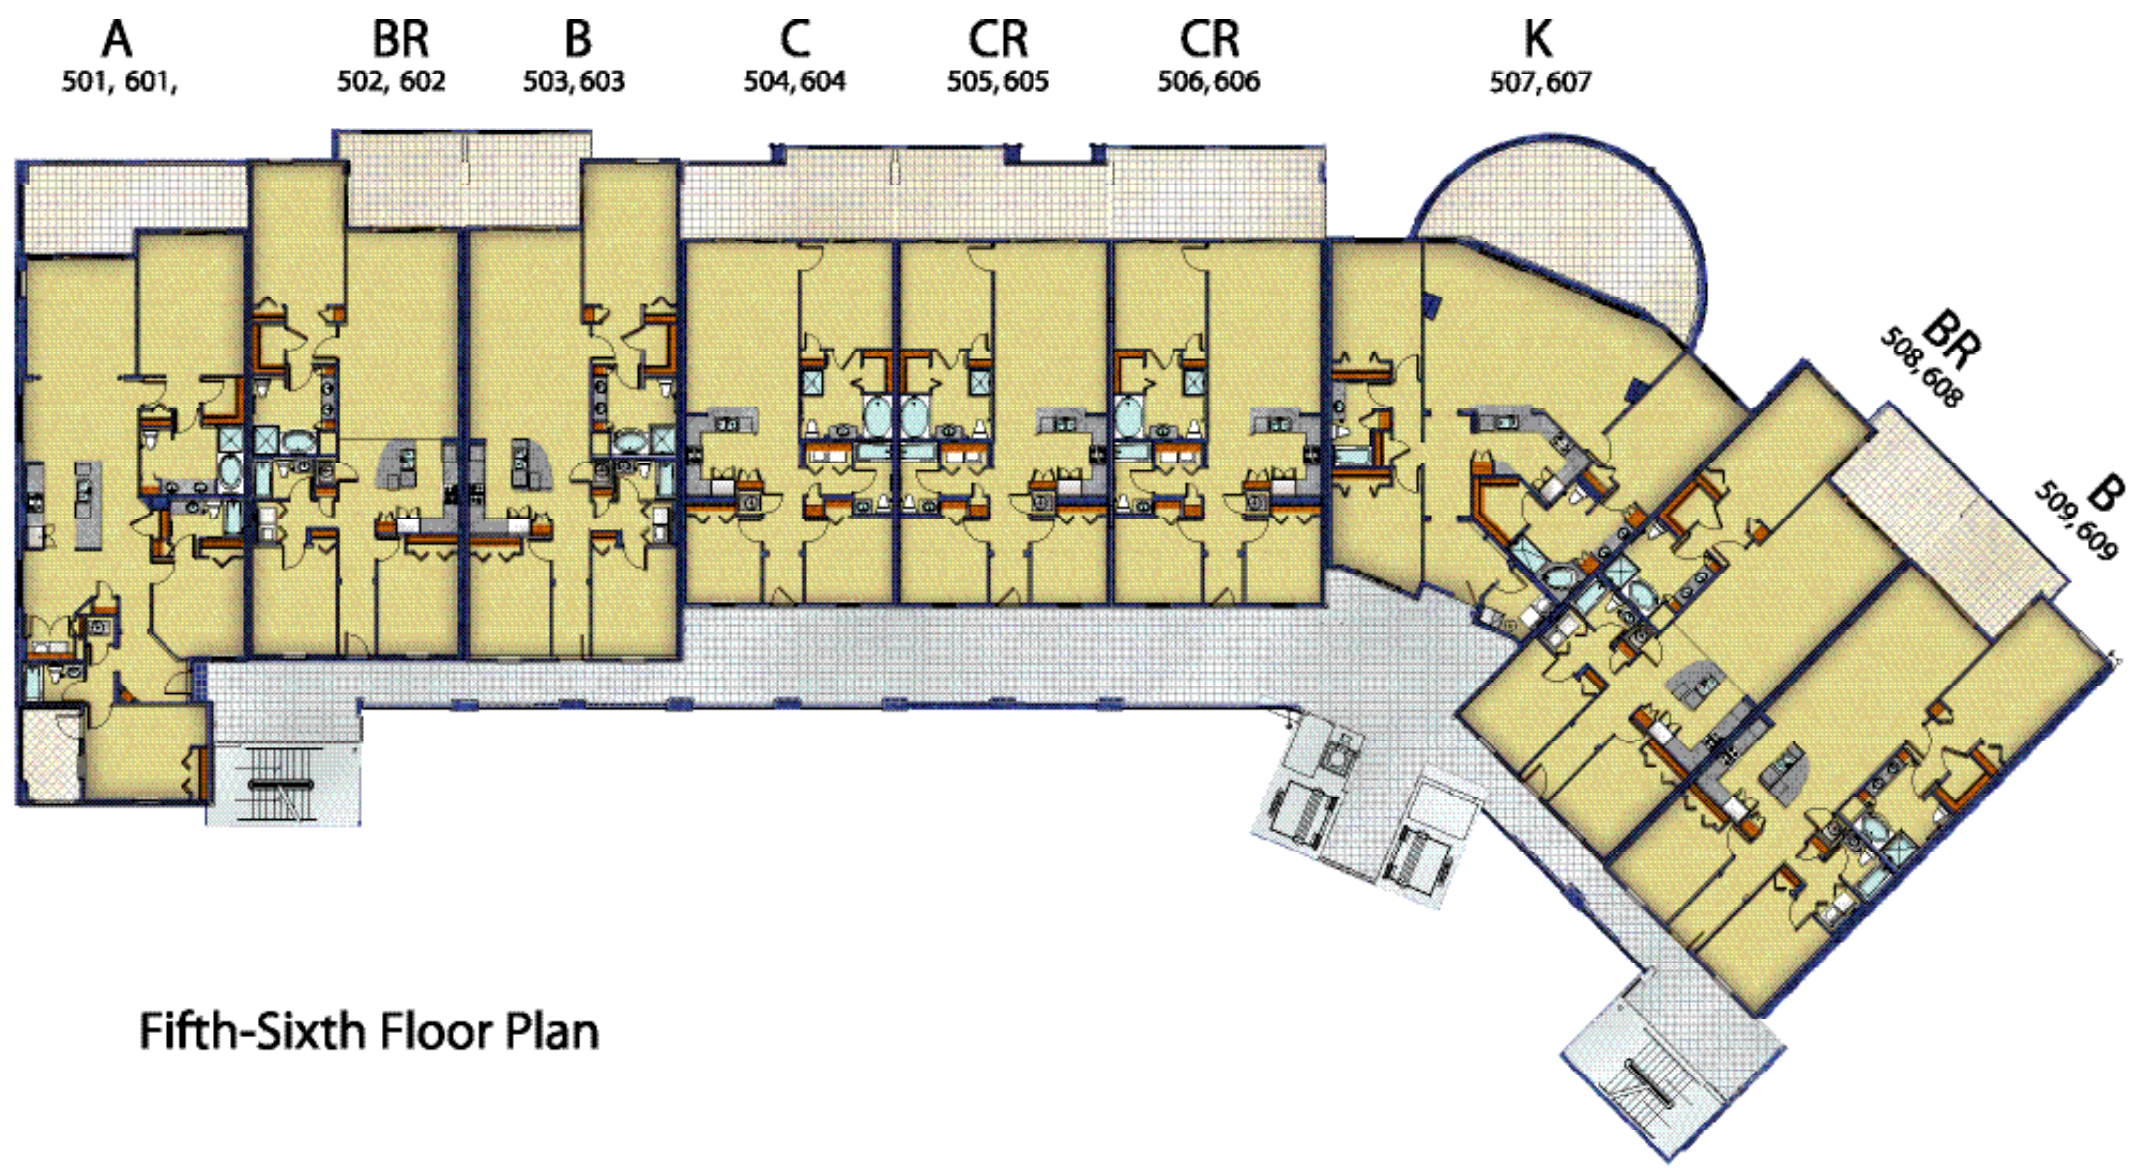 A
501, 601,
BR
502, 602
B
503,603
C
504,604
CR
505,605
CR
506,606
K
507,607
BR
508,608
B
509,609
Fifth-Sixth Floor Plan